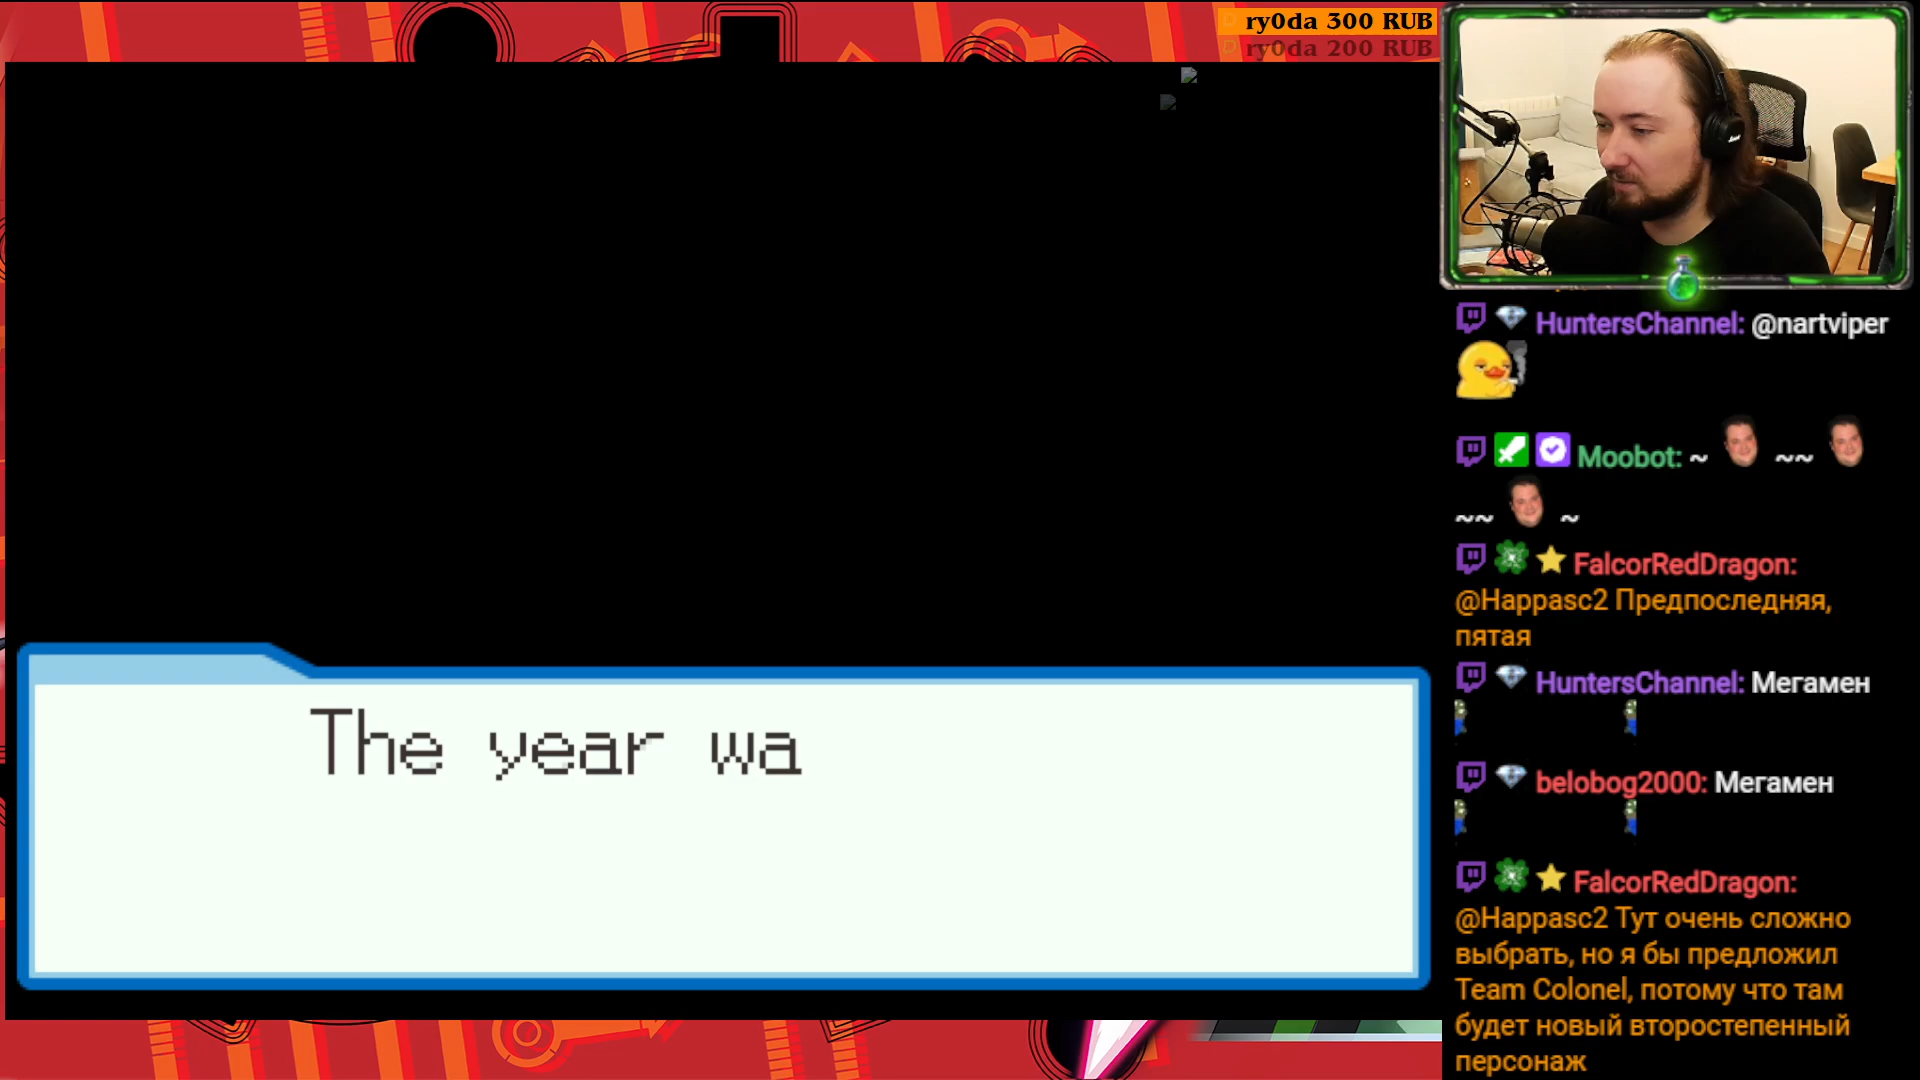 ry0da 300 RUB
ry0da 200 RUB
HuntersChannel: @nartviper
Moobot: ~ ~~
~~ ~
FalcorRedDragon:
@Happasc2 Предпоследняя,
пятая
HuntersChannel: Мегамен
belobog2000: Мегамен
FalcorRedDragon:
@Happasc2 Тут очень сложно
выбрать, но я бы предложил
Team Colonel, потому что там
будет новый второстепенный
персонаж
The year wa